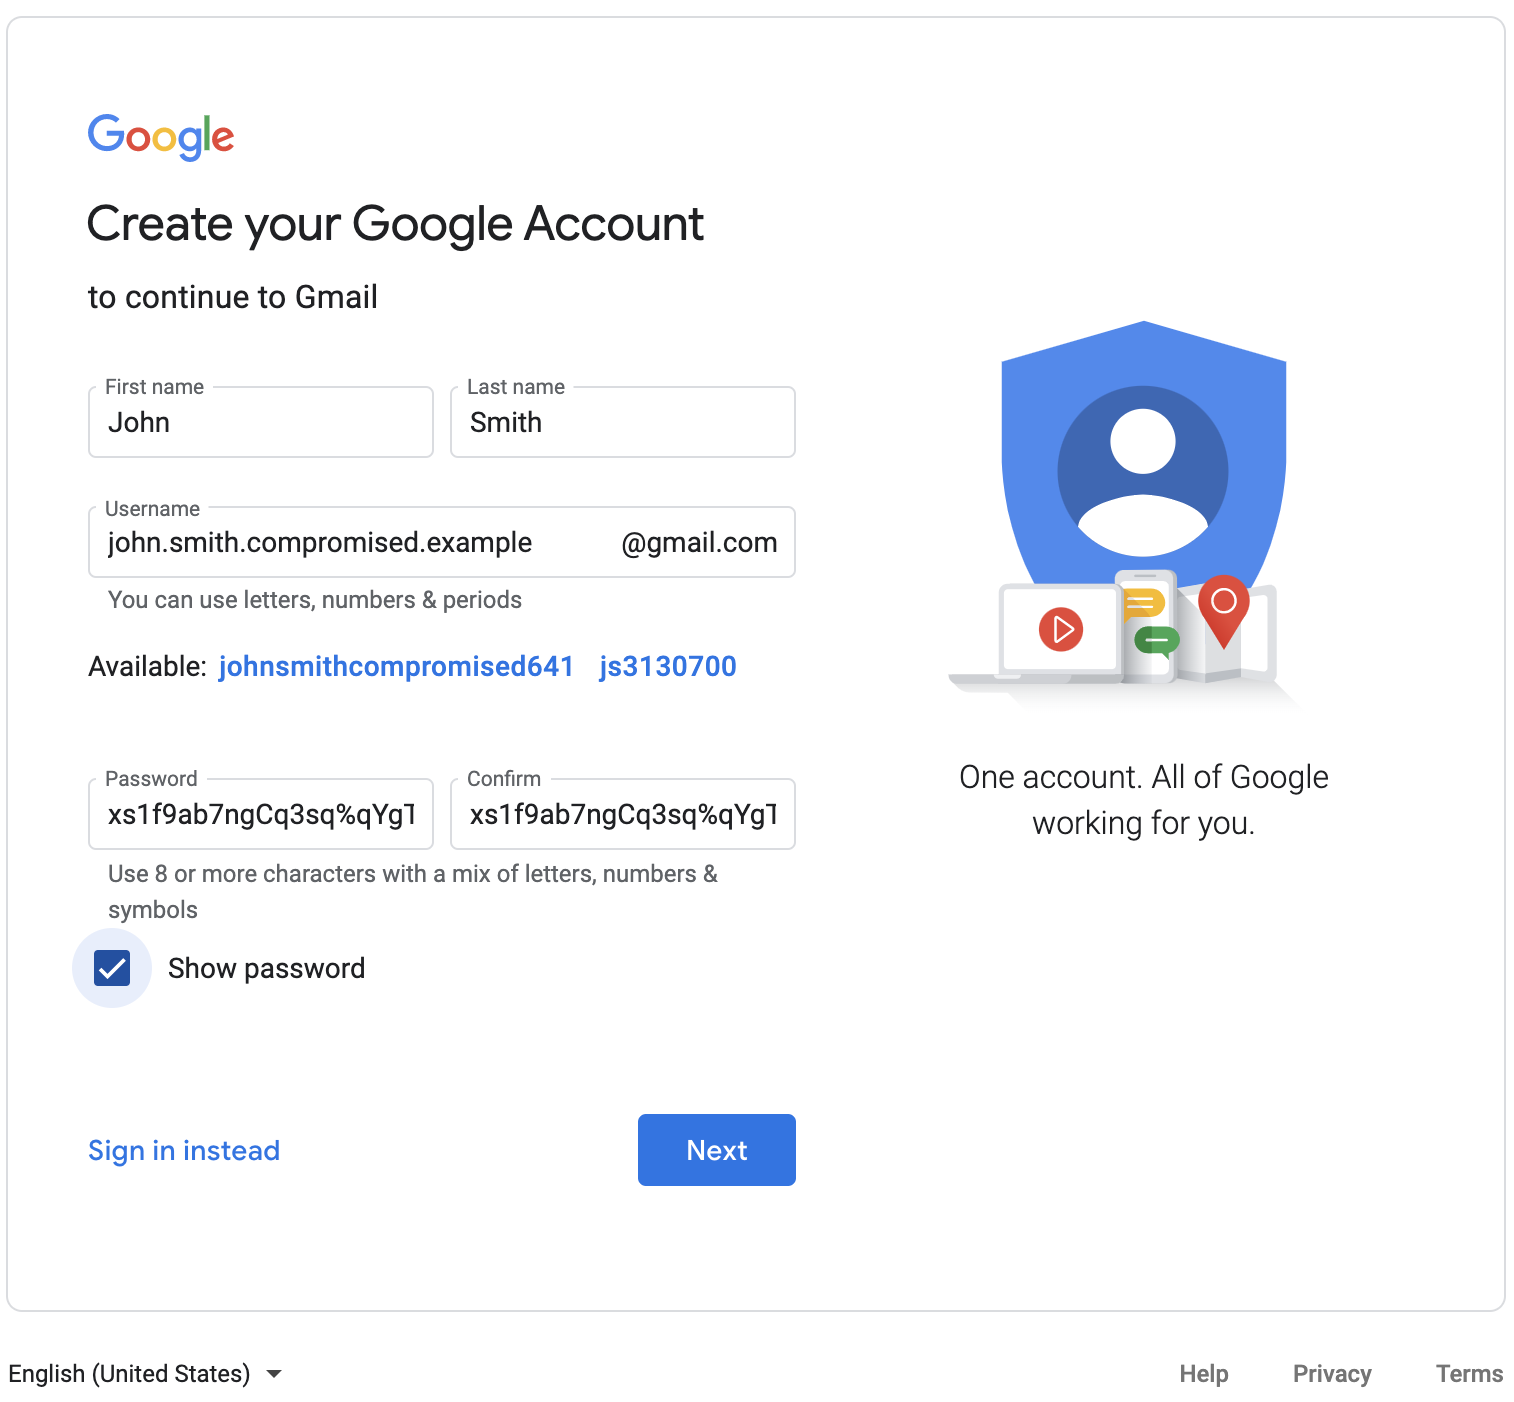 Google
Create your Google Account
to continue to Gmail
First name
John
Last name
Smith
Username
john.smith.compromised.example @gmail.com
You can use letters, numbers & periods
Available: johnsmithcompromised641 js3130700
Password
xs1f9ab7ngCq3sq%qYgT
Confirm
xs1f9ab7ngCq3sq%qYgT
Use 8 or more characters with a mix of letters, numbers &
symbols
Show password
Sign in instead
Next
One account. All of Google
working for you.
English (United States)
Help Privacy Terms